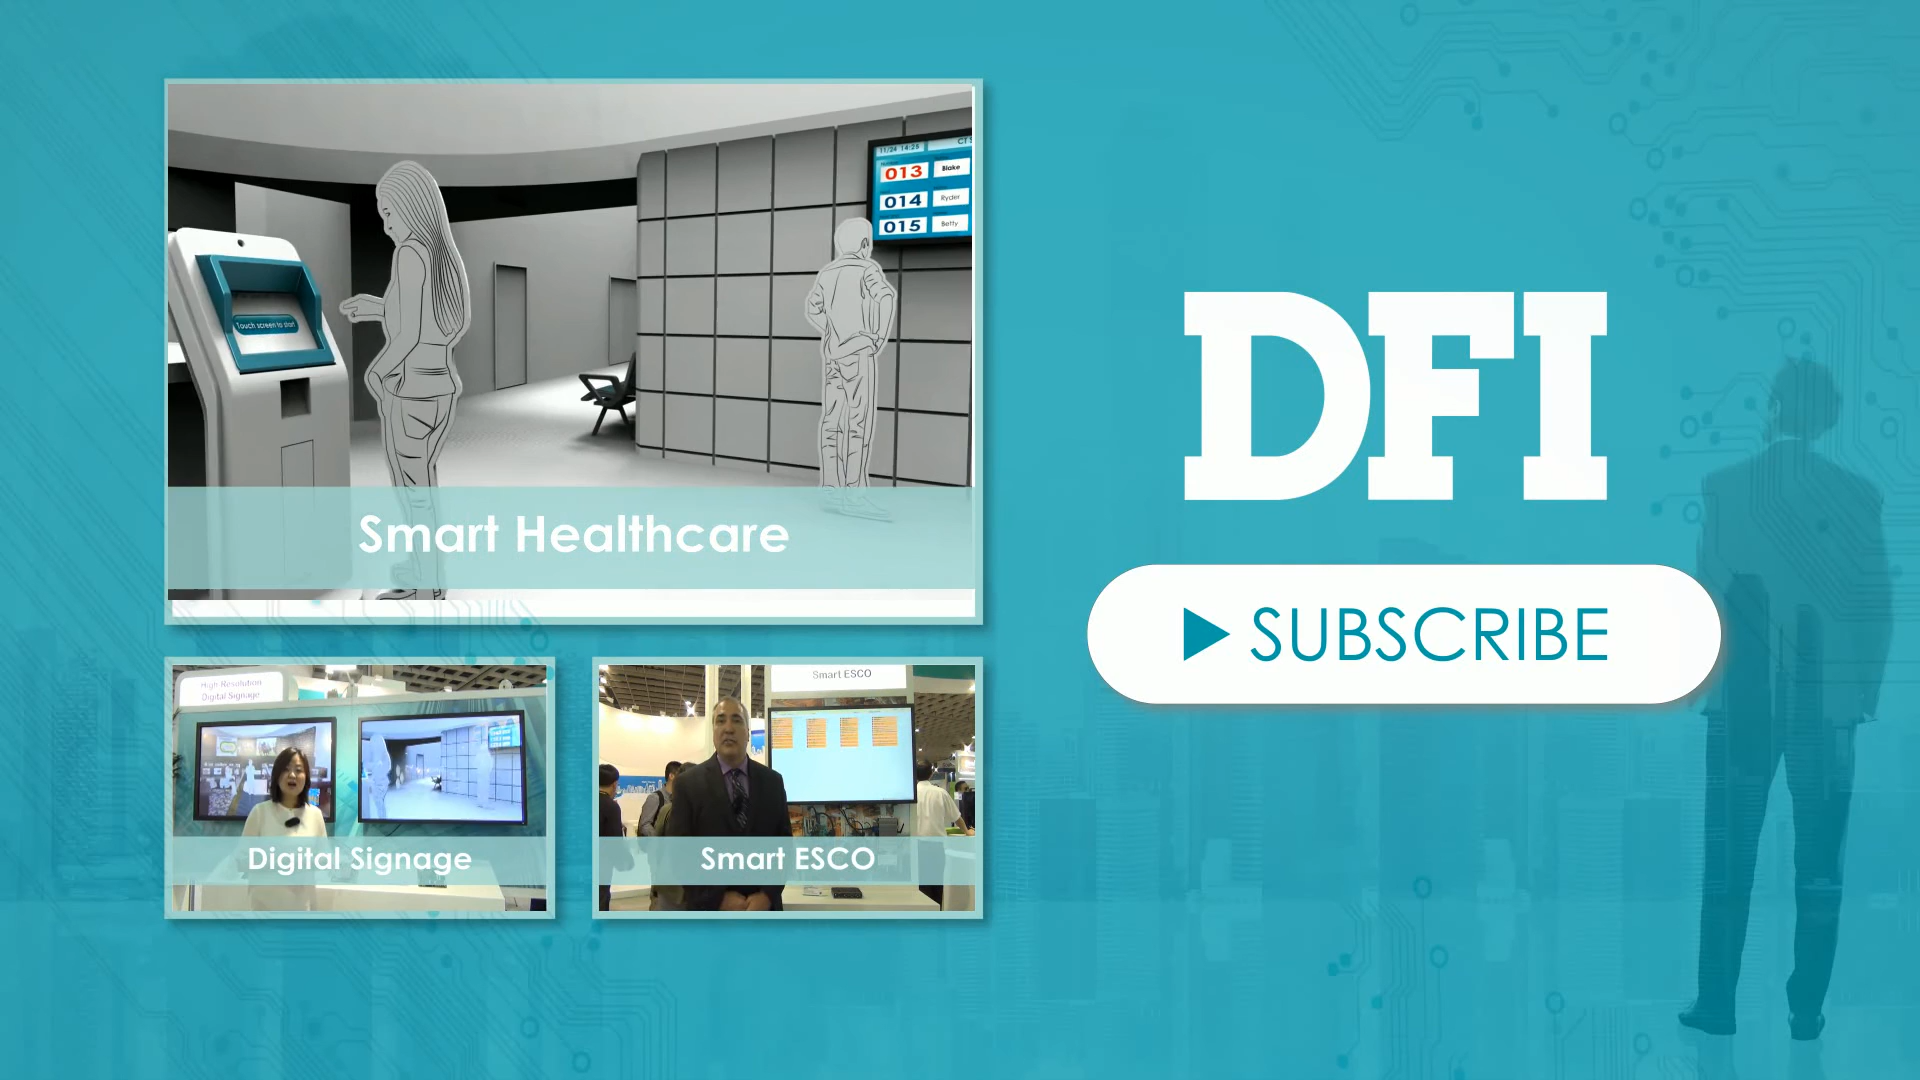 11/24 14:26
013 Blake
014 Ryder
015 Betty
Touch screen to start
Smart Healthcare
DFI
SUBSCRIBE
High Resolution
Digital Signage
Digital Signage
Smart ESCO
Smart ESCO